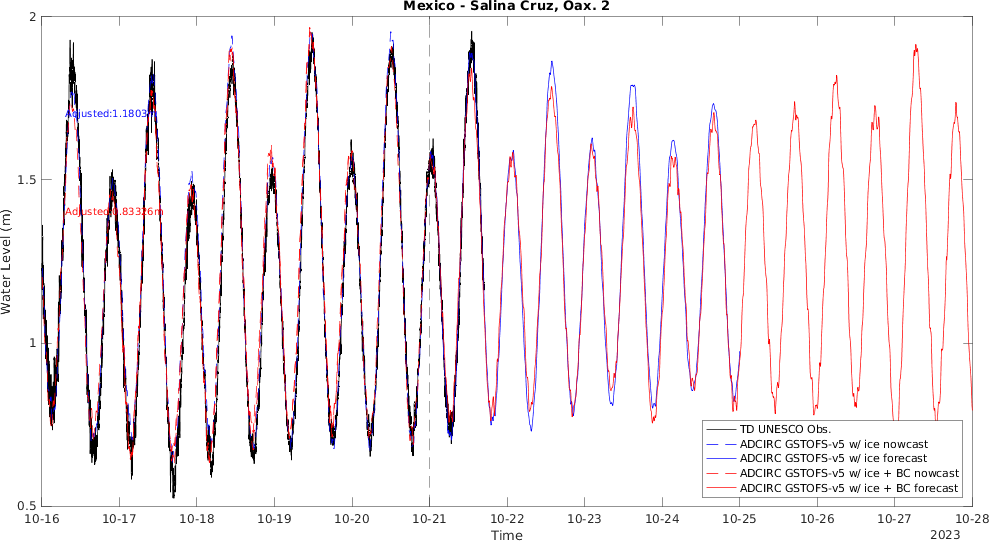 Mexico - Salina Cruz, Oax. 2
Water Level (m)
2
1.5
1
0.5
Adjusted:1.1803m
Adjusted:0.83326m
TD UNESCO Obs.
ADCIRC GSTOFS-v5 w/ ice nowcast
ADCIRC GSTOFS-v5 w/ ice forecast
ADCIRC GSTOFS-v5 w/ ice + BC nowcast
ADCIRC GSTOFS-v5 w/ ice + BC forecast
10-16 10-17 10-18 10-19 10-20 10-21 10-22 10-23 10-24 10-25 10-26 10-27 10-28
Time
2023